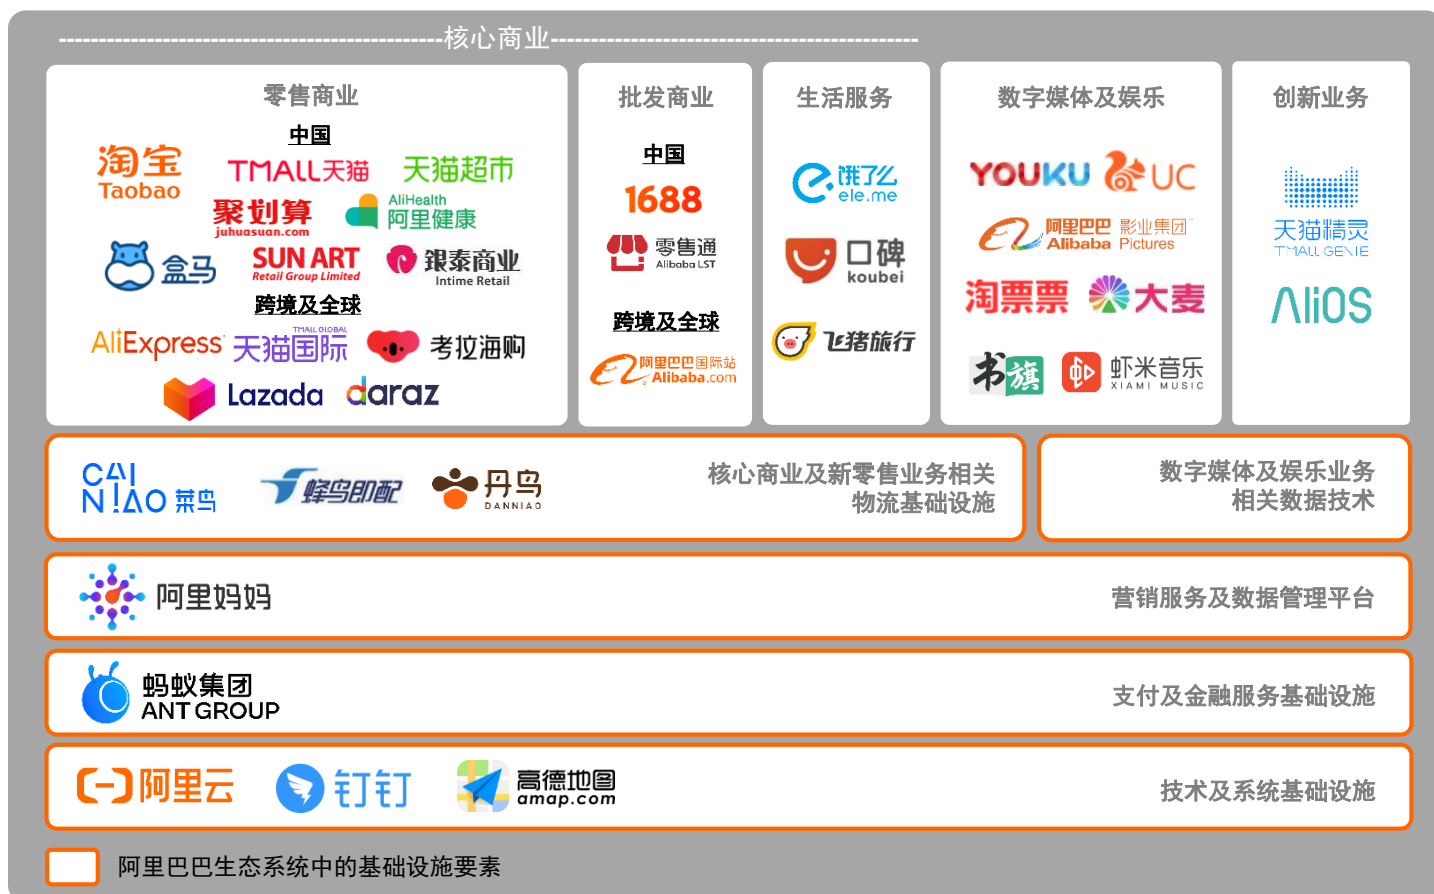 核心商业
零售商业
中国
淘宝
Taobao
TMALL天猫
天猫超市
聚划算
juhuasuan.com
AliHealth
阿里健康
盒马
SUN ART
Retail Group Limited
银泰商业
Intime Retail
跨境及全球
AliExpress
TMALL GLOBAL
天猫国际
考拉海购
Lazada
daraz
批发商业
中国
1688
零售通
Alibaba LST
跨境及全球
阿里巴巴国际站
Alibaba.com
生活服务
饿了么
ele.me
口碑
koubei
飞猪旅行
数字媒体及娱乐
YOUKU
UC
阿里巴巴 影业集团
Alibaba Pictures
淘票票
大麦
书旗
虾米音乐
XIAMI MUSIC
创新业务
天猫精灵
TMALL GENIE
AliOS
CAI
NIAO 菜鸟
蜂鸟即配
丹鸟
DANNIAO
核心商业及新零售业务相关
物流基础设施
数字媒体及娱乐业务
相关数据技术
阿里妈妈
营销服务及数据管理平台
蚂蚁集团
ANT GROUP
支付及金融服务基础设施
阿里云
钉钉
高德地图
amap.com
技术及系统基础设施
阿里巴巴生态系统中的基础设施要素